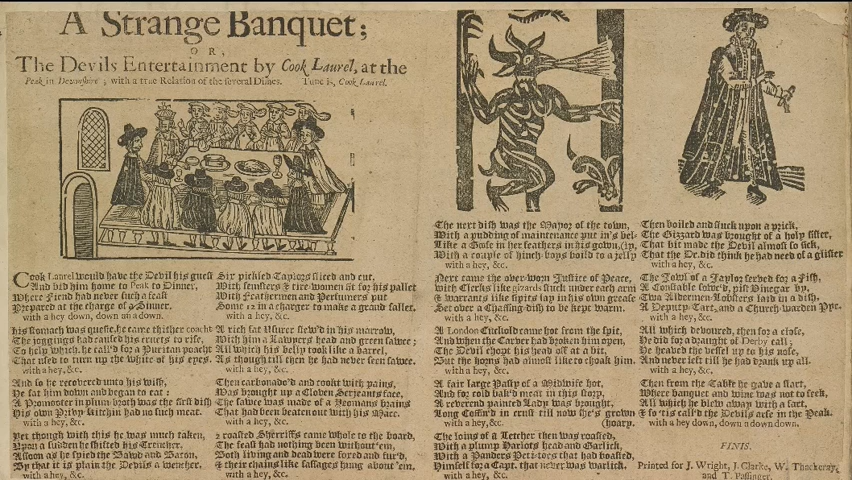 A Strange Banquet;
OR,
The Devils Entertainment by Cook Laurel, at the
Peak in Devonshire; with a true Relation of the several Dishes. Tune is, Cook Laurel.
Cook Laurel would have the Devil his guest
And bid him home to Peak to Dinner,
Where Fiend had never such a feast
Prepared at the charge of a Sinner.
with a hey down, down a down a down.
his stomach was queasie, he came thither coacht
The joggings had caused his cruets to rise,
To help which, he call'd for a Puritan poacht
That used to turn up the white of his eyes.
with a hey, &c.
And so he recovered unto his wish,
He sat him down and began to eat:
A Promooter in plum-broth was the first dish
His own Privy Kitchin had no such meat.
with a hey, &c.
Yet though with this he was much taken,
Upon a sudden he shifted his Trencher,
Assoon as he spied the Bawd and Bacon,
By that it is plain the Devils a wencher.
with a hey, &c.
Six pickled Taylors sliced and cut,
With semsters & tire-women fit for his pallet
With Feathermen and Perfumers put
Some 12 in a charger to make a grand sallet,
with a hey, &c.
A rich fat Usurer stew'd in his marrow,
With him a Lawyers head and green sawce;
All which his belly took like a barrel,
As though till then he had never seen sawce.
with a hey, &c.
Then carbonado'd and cookt with pains,
Was brought up a Cloven Serjeants face,
The sawce was made of a Yeomans brains
That had been beaten out with his Mace.
with a hey, &c.
2 roasted Sherriffs came whole to the board,
The feast had nothing been without 'em,
Both living and dead were fored and fur'd,
& their chains like sassages hung about 'em.
with a hey, &c.
The next dish was the Mayor of the town,
With a pudding of maintenance put in's bel-
Like a Goose in her feathers in his gown, (ly,
With a couple of hinch-boys boild to a jelly
with a hey, &c.
Next came the over-worn Justice of Peace,
with Clerks like gizards stuck under each arm
& warrants like sipits lay in his own grease
Set over a Chaffing-dish to be kept warm.
with a hey, &c.
A London Cuckold came hot from the spit,
And when the Carver had broken him open,
The Devil chopt his head off at a bit,
But the horns had almost like to choak him.
with a hey, &c.
A fair large Pasty of a Midwife hot,
And for cold bak'd meat in this story,
A reverend painted Lady was brought,
Long Coffin'd in crust till now she's grown
(hoary.
with a hey, &c.
The loins of a Letcher then was roasted,
With a plump Harlots head and Garlick,
With a Panders Petitoes that had boasted,
Himself for a Capt. that never was warlick.
with a hey, &c.
Then boiled and stuck upon a prick,
The Gizzard was brought of a holy sister,
That bit made the Devil almost so sick,
That the Dr. did think he had need of a glister
with a hey, &c.
The Jowl of a Jaylor served for a Fish,
A Constable sows'd, pist Vinegar by,
Two Aldermen-Lobsters laid in a dish,
A Deputy-Tart, and a Church-warden Pye.
with a hey, &c.
All which devoured, then for a close,
He did for a draught of Derby call;
He heaved the vessel up to his nose,
And never left till he had drank up all.
with a hey, &c.
Then from the Table he gave a start,
Where banquet and wine was not to seek,
All which he blew away with a fart,
& so 'tis call'd the Devils arse in the Peak.
with a hey down, down a down down.
FINIS.
Printed for J. Wright, J. Clarke, W. Thackeray,
and T. Passinger.